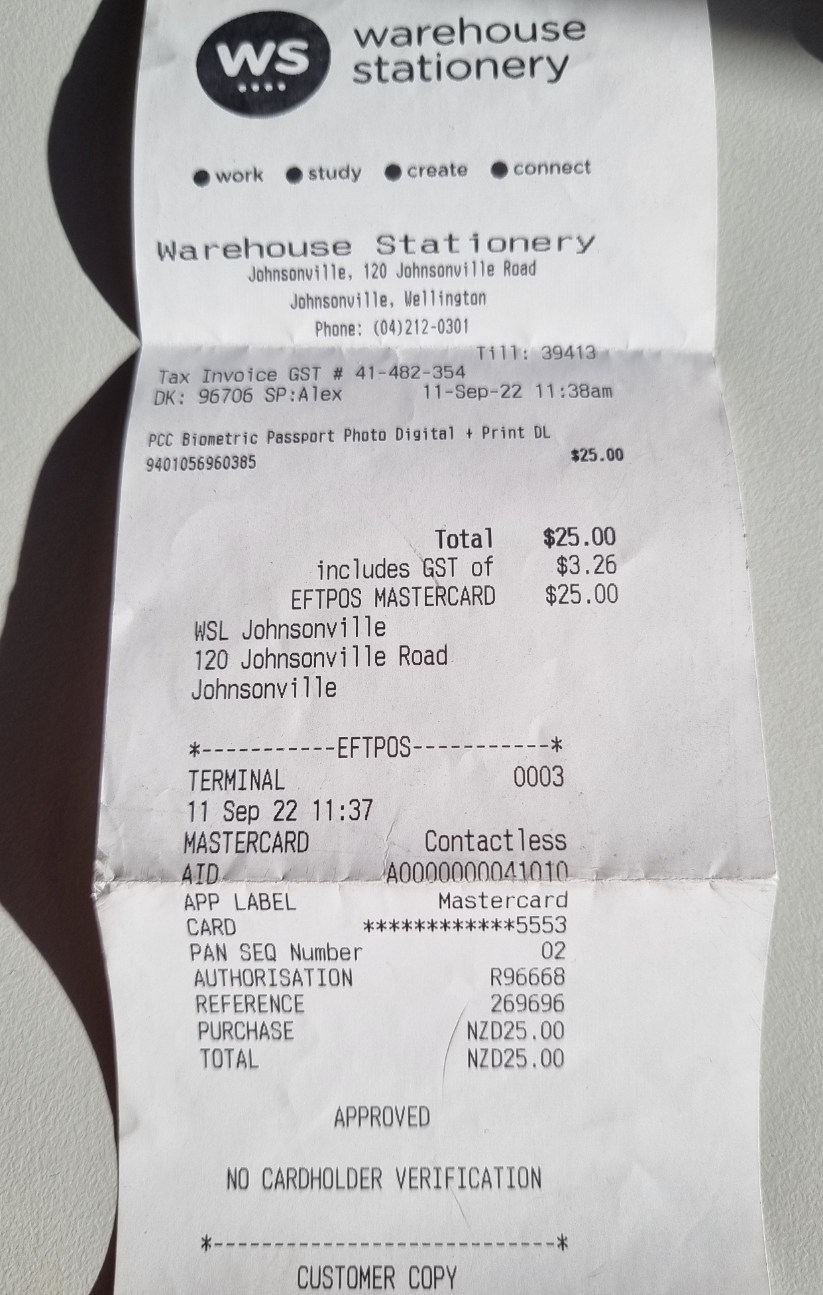 WS
warehouse
stationery
work study create connect
Warehouse Stationery
Johnsonville, 120 Johnsonville Road
Johnsonville, Wellington
Phone: (04)212-0301
Till: 39413
Tax Invoice GST # 41-482-354
DK: 96706 SP:Alex 11-Sep-22 11:38am
PCC Biometric Passport Photo Digital + Print DL
9401056960385 $25.00
Total $25.00
includes GST of $3.26
EFTPOS MASTERCARD $25.00
WSL Johnsonville
120 Johnsonville Road
Johnsonville
*-----------EFTPOS-----------*
TERMINAL 0003
11 Sep 22 11:37
MASTERCARD Contactless
AID A0000000041010
APP LABEL Mastercard
CARD ************5553
PAN SEQ Number 02
AUTHORISATION R96668
REFERENCE 269696
PURCHASE NZD25.00
TOTAL NZD25.00
APPROVED
NO CARDHOLDER VERIFICATION
*----------------------------*
CUSTOMER COPY